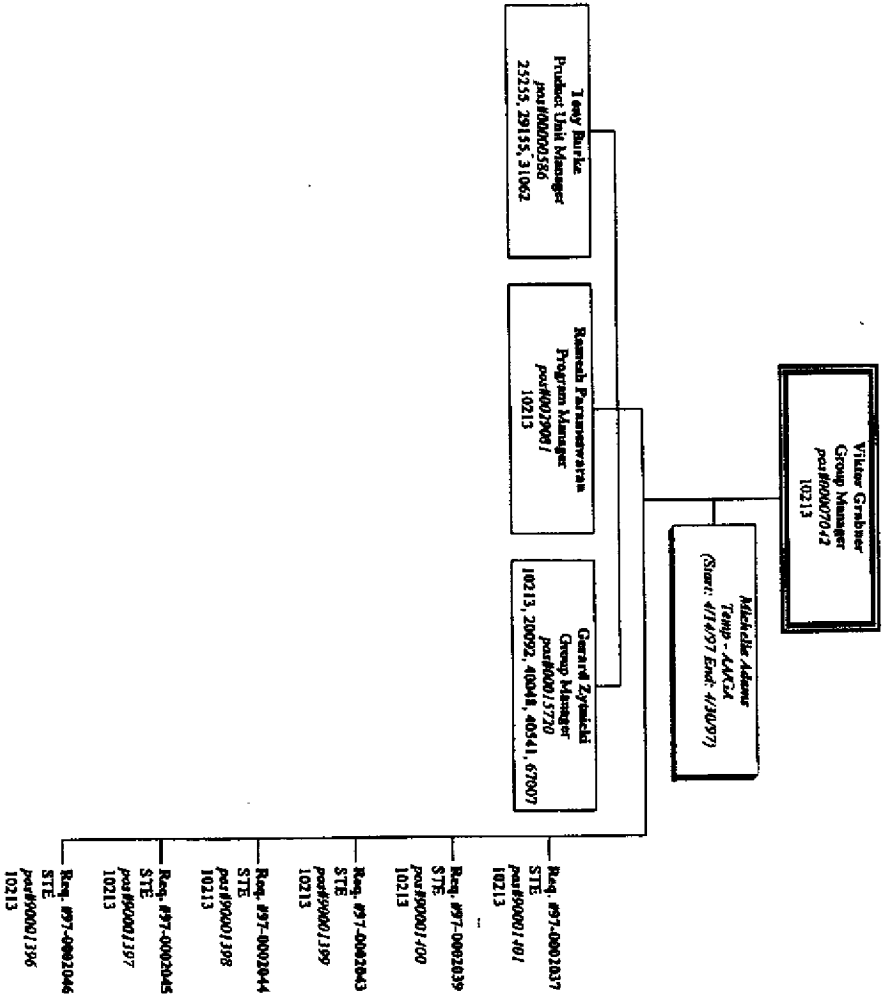 Viktor Grabner
Group Manager
pos#00007042
10213
Michelle Adams
Temp - AA/GA
(Start: 4/14/97 End: 4/30/97)
Tony Burke
Product Unit Manager
pos#00000586
25255, 29155, 31062
Ramesh Parameswaran
Program Manager
pos#0029081
10213
Gerard Zytnicki
Group Manager
pos#00015720
10213, 20092, 40048, 40541, 67007
Req. #97-0002037
STE
pos#90001401
10213
Req. #97-0002039
STE
pos#90001400
10213
Req. #97-0002043
STE
pos#90001399
10213
Req. #97-0002044
STE
pos#90001398
10213
Req. #97-0002045
STE
pos#90001397
10213
Req. #97-0002046
STE
pos#90001396
10213